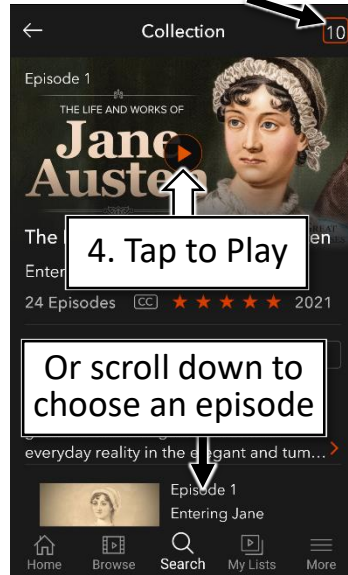 Collection
10
Episode 1
THE LIFE AND WORKS OF
Jane
Austen
The
en
4. Tap to Play
Enter
24 Episodes CC ★ ★ ★ ★ ★ 2021
Or scroll down to
choose an episode
everyday reality in the elegant and tum...
Episode 1
Entering Jane
Home Browse Search My Lists More